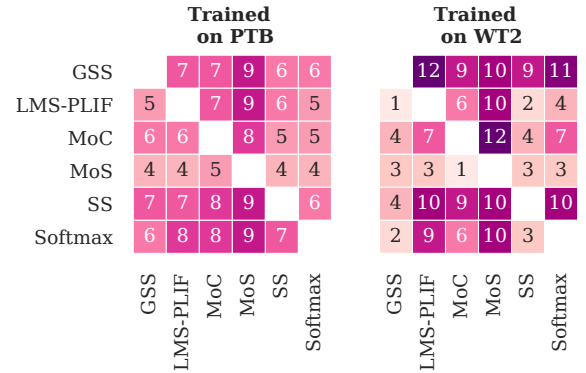 Trained
on PTB
Trained
on WT2
GSS 7 7 9 6 6 12 9 10 9 11
LMS-PLIF 5 7 9 6 5 1 6 10 2 4
MoC 6 6 8 5 5 4 7 12 4 7
MoS 4 4 5 4 4 3 3 1 3 3
SS 7 7 8 9 6 4 10 9 10 10
Softmax 6 8 8 9 7 2 9 6 10 3
GSS
LMS-PLIF
MoC
MoS
SS
Softmax
GSS
LMS-PLIF
MoC
MoS
SS
Softmax